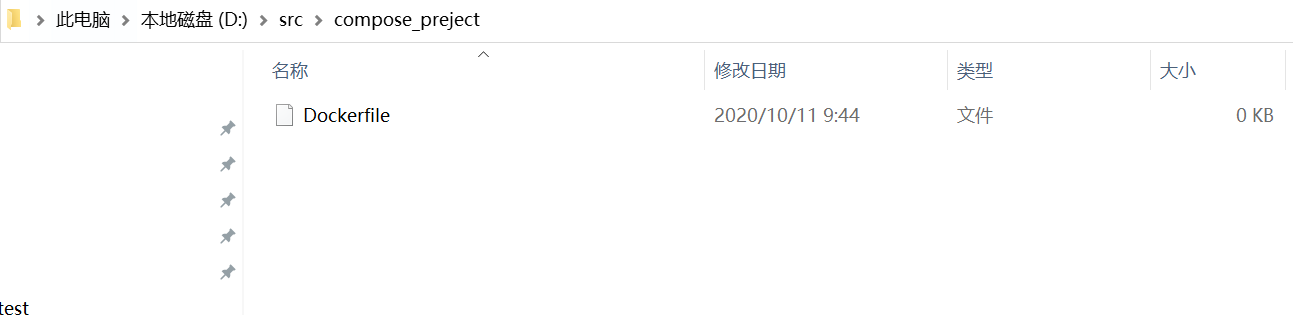 此电脑 本地磁盘 (D:) src compose_preject
名称 修改日期 类型 大小
Dockerfile 2020/10/11 9:44 文件 0 KB
test